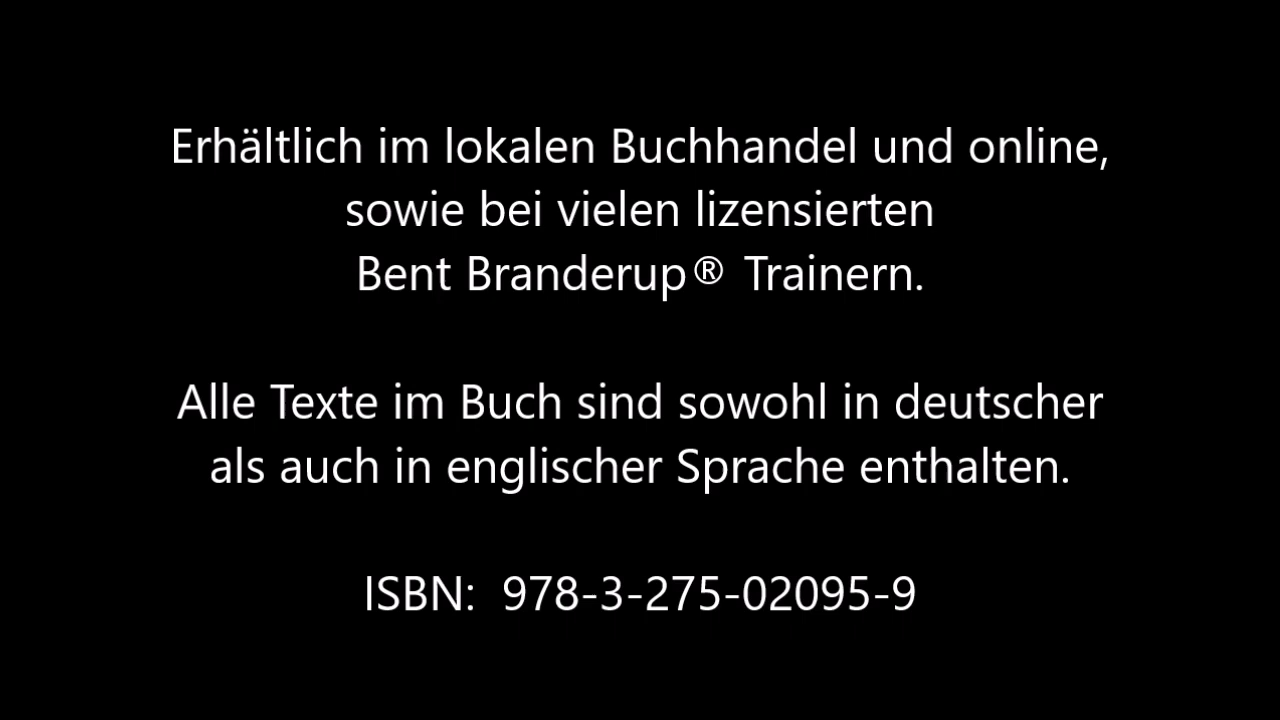 Erhältlich im lokalen Buchhandel und online,
sowie bei vielen lizensierten
Bent Branderup® Trainern.
Alle Texte im Buch sind sowohl in deutscher
als auch in englischer Sprache enthalten.
ISBN: 978-3-275-02095-9